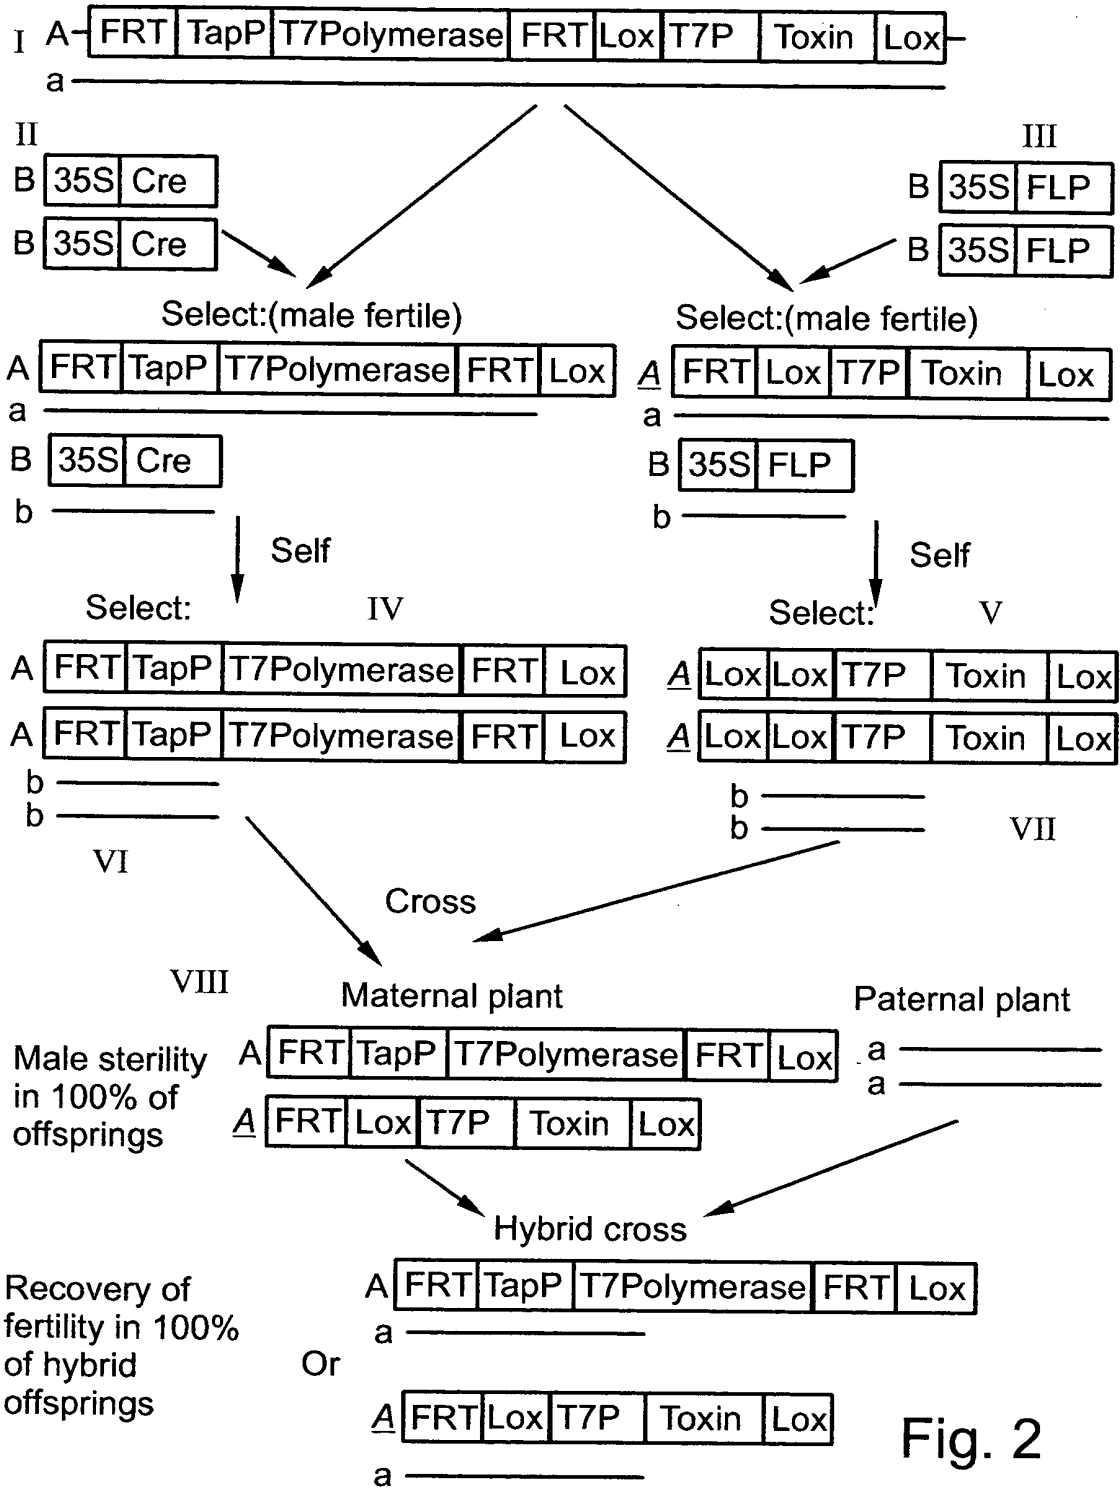 I A FRT TapP T7Polymerase FRT Lox T7P Toxin Lox
a
II III
B 35S Cre B 35S FLP
B 35S Cre B 35S FLP
Select:(male fertile) Select:(male fertile)
A FRT TapP T7Polymerase FRT Lox A FRT Lox T7P Toxin Lox
a a
B 35S Cre B 35S FLP
b b
Self Self
Select: IV Select: V
A FRT TapP T7Polymerase FRT Lox A Lox Lox T7P Toxin Lox
A FRT TapP T7Polymerase FRT Lox A Lox Lox T7P Toxin Lox
b b
b b
VI VII
Cross
VIII Maternal plant Paternal plant
Male sterility
in 100% of
offsprings
A FRT TapP T7Polymerase FRT Lox a
a
A FRT Lox T7P Toxin Lox
Hybrid cross
Recovery of
fertility in 100%
of hybrid
offsprings
A FRT TapP T7Polymerase FRT Lox
a
Or
A FRT Lox T7P Toxin Lox
a
Fig. 2